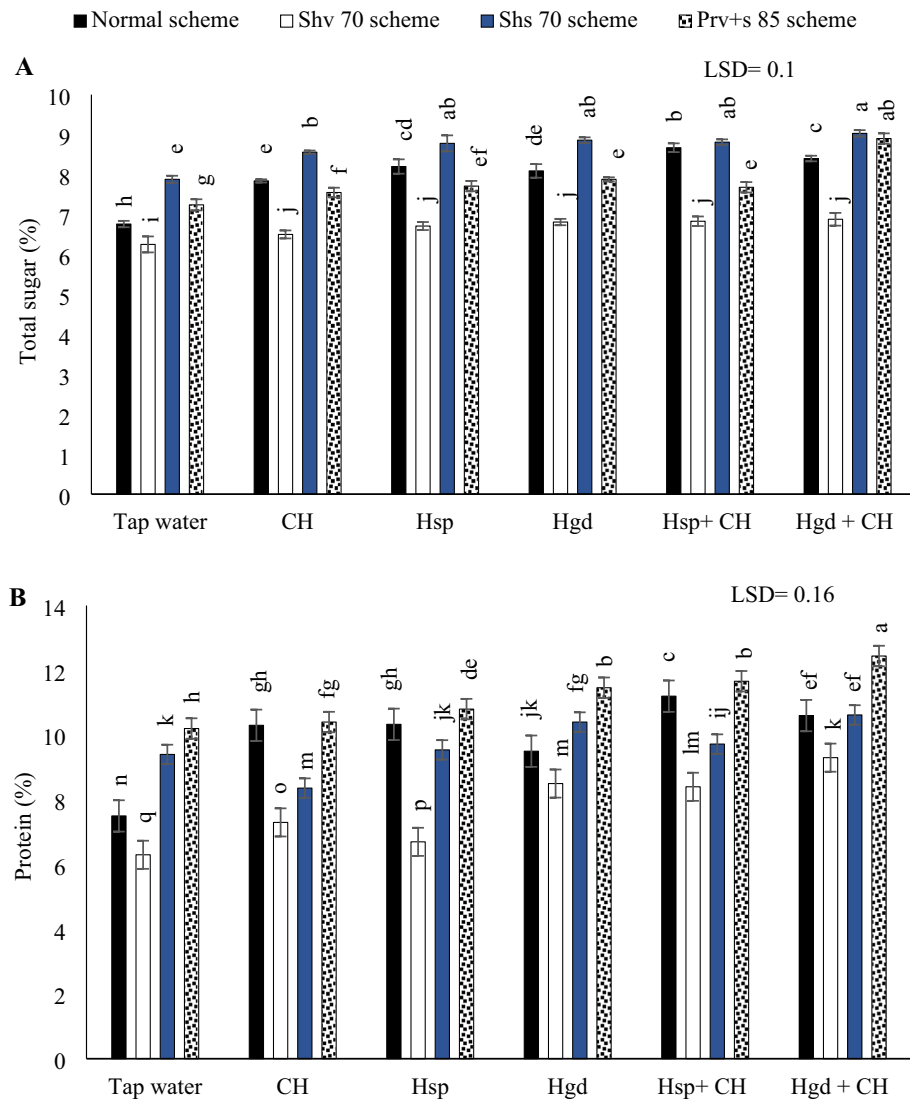 Normal scheme Shv 70 scheme Shs 70 scheme Prv+s 85 scheme
A
LSD= 0.1
Total sugar (%)
10
9
8
7
6
5
4
3
2
1
0
h i e g
e j b f
cd j ab ef
de j ab e
b j ab e
c j a ab
Tap water CH Hsp Hgd Hsp+ CH Hgd + CH
B
LSD= 0.16
Protein (%)
14
12
10
8
6
4
2
0
n q k h
gh o m fg
gh p jk de
jk m fg b
c lm ij b
ef k ef a
Tap water CH Hsp Hgd Hsp+ CH Hgd + CH